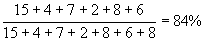 15 + 4 + 7 + 2 + 8 + 6
15 + 4 + 7 + 2 + 8 + 6 + 8
= 84%